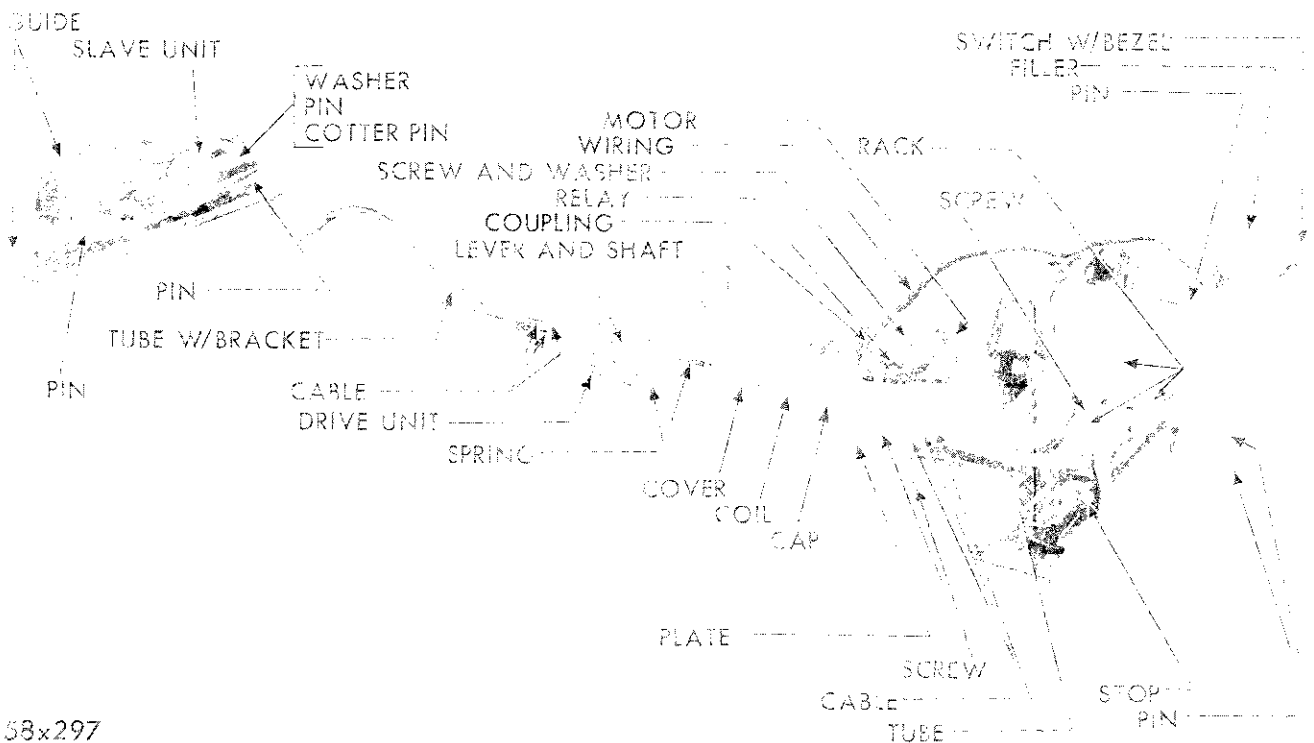 GUIDE
SLAVE UNIT
WASHER
PIN
COTTER PIN
SWITCH W/BEZEL
FILLER
PIN
MOTOR
WIRING
SCREW AND WASHER
RELAY
COUPLING
LEVER AND SHAFT
RACK
SCREW
PIN
TUBE W/BRACKET
PIN
CABLE
DRIVE UNIT
SPRING
COVER
COIL
CAP
PLATE
SCREW
CABLE
TUBE
STOP
PIN
58x297